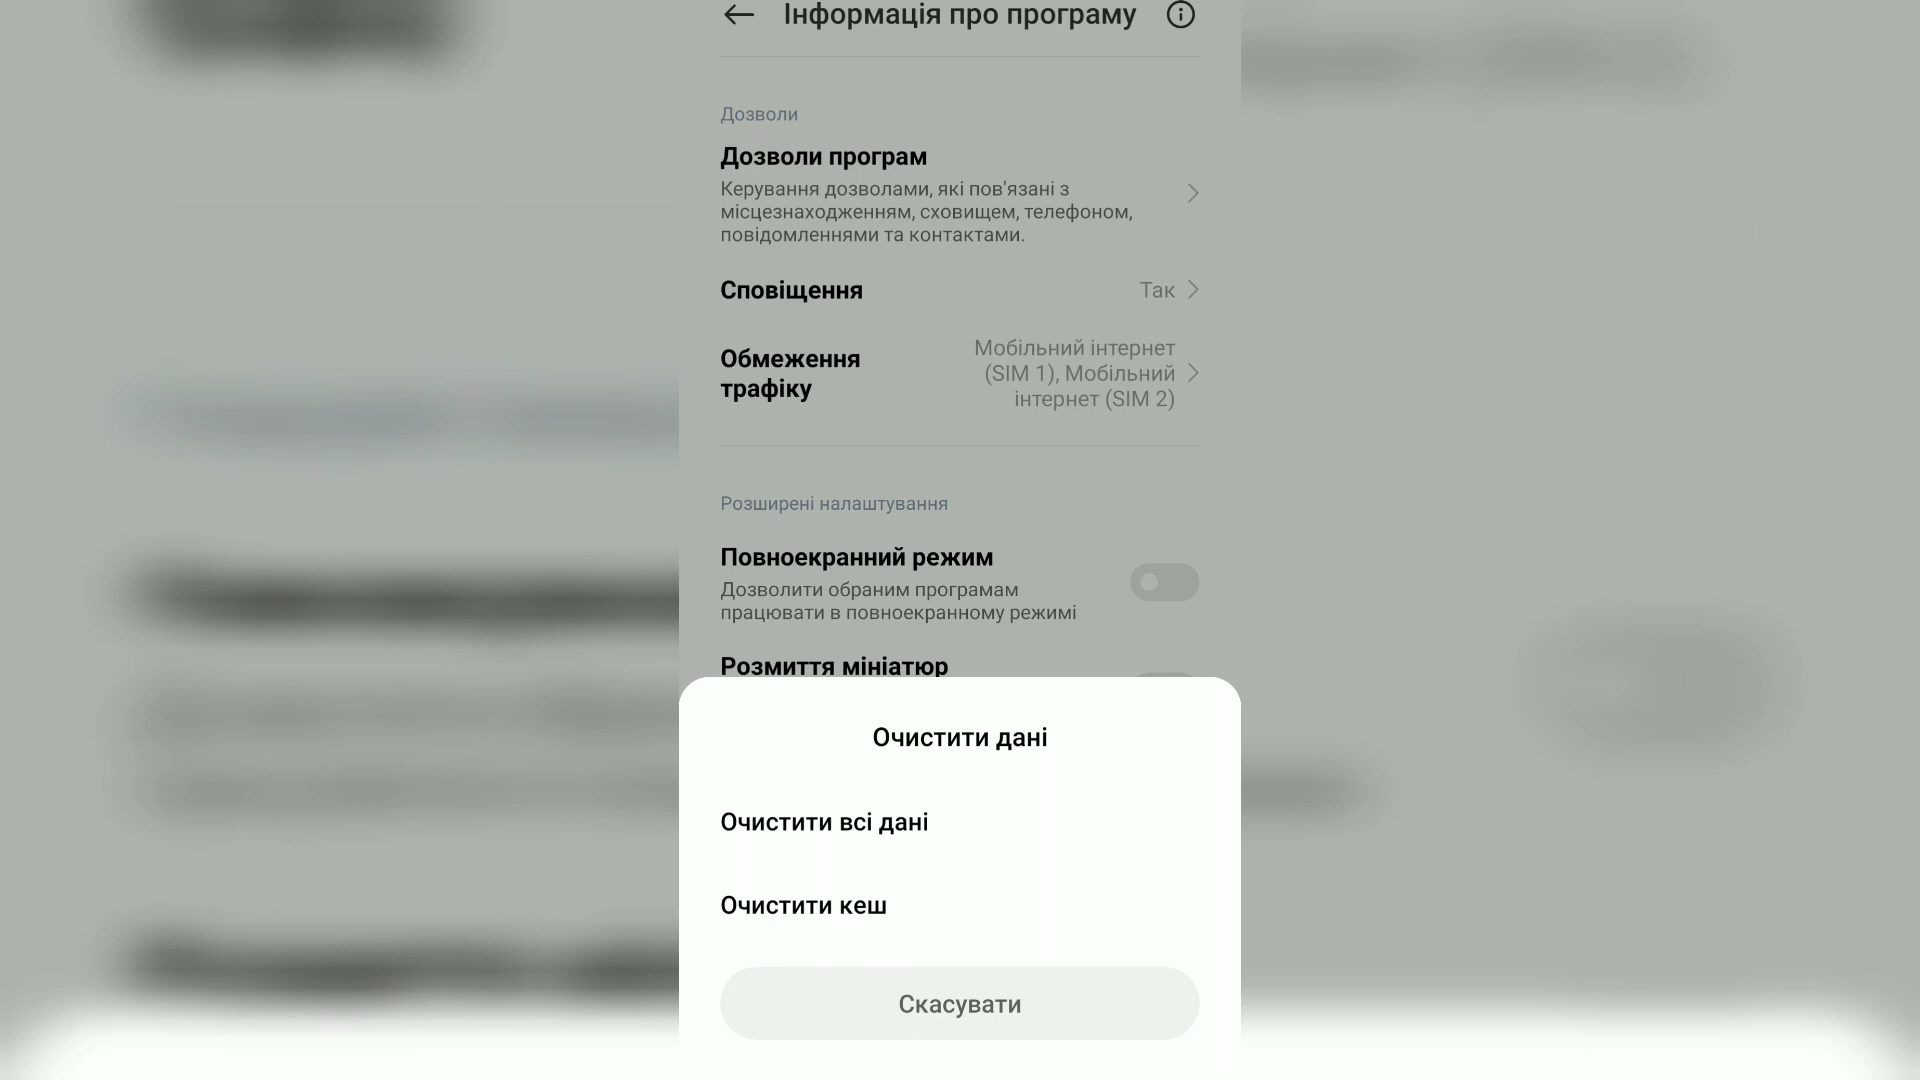 Інформація про програму
Дозволи
Дозволи програм
Керування дозволами, які пов'язані з
місцезнаходженням, сховищем, телефоном,
повідомленнями та контактами.
Сповіщення
Так
Обмеження
трафіку
Мобільний інтернет
(SIM 1), Мобільний
інтернет (SIM 2)
Розширені налаштування
Повноекранний режим
Дозволити обраним програмам
працювати в повноекранному режимі
Розмиття мініатюр
Очистити дані
Очистити всі дані
Очистити кеш
Скасувати